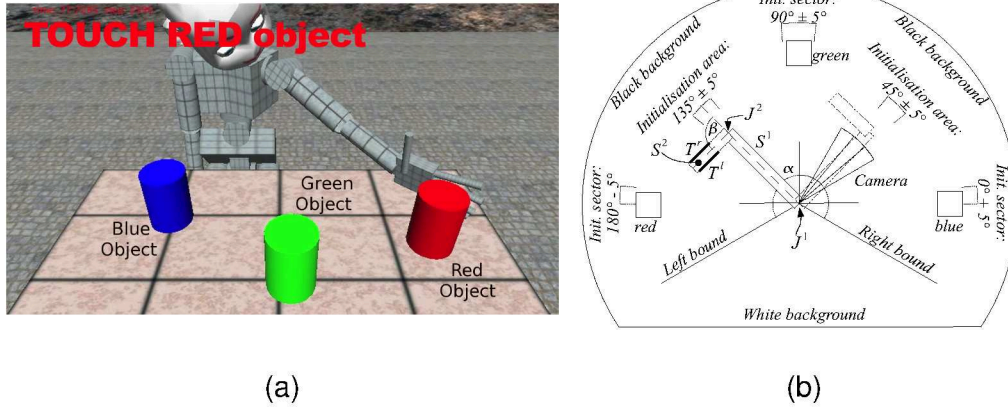 TOUCH RED object
Blue
Object
Green
Object
Red
Object
(a)
Init. sector:
90° ± 5°
green
Black background
Black background
Initialisation area:
135° ± 5°
Initialisation area:
45° ± 5°
J²
β
S¹
S²
Tʳ
Tˡ
α
Camera
Init. sector:
180° - 5°
red
Init. sector:
0° + 5°
blue
J¹
Left bound
Right bound
White background
(b)